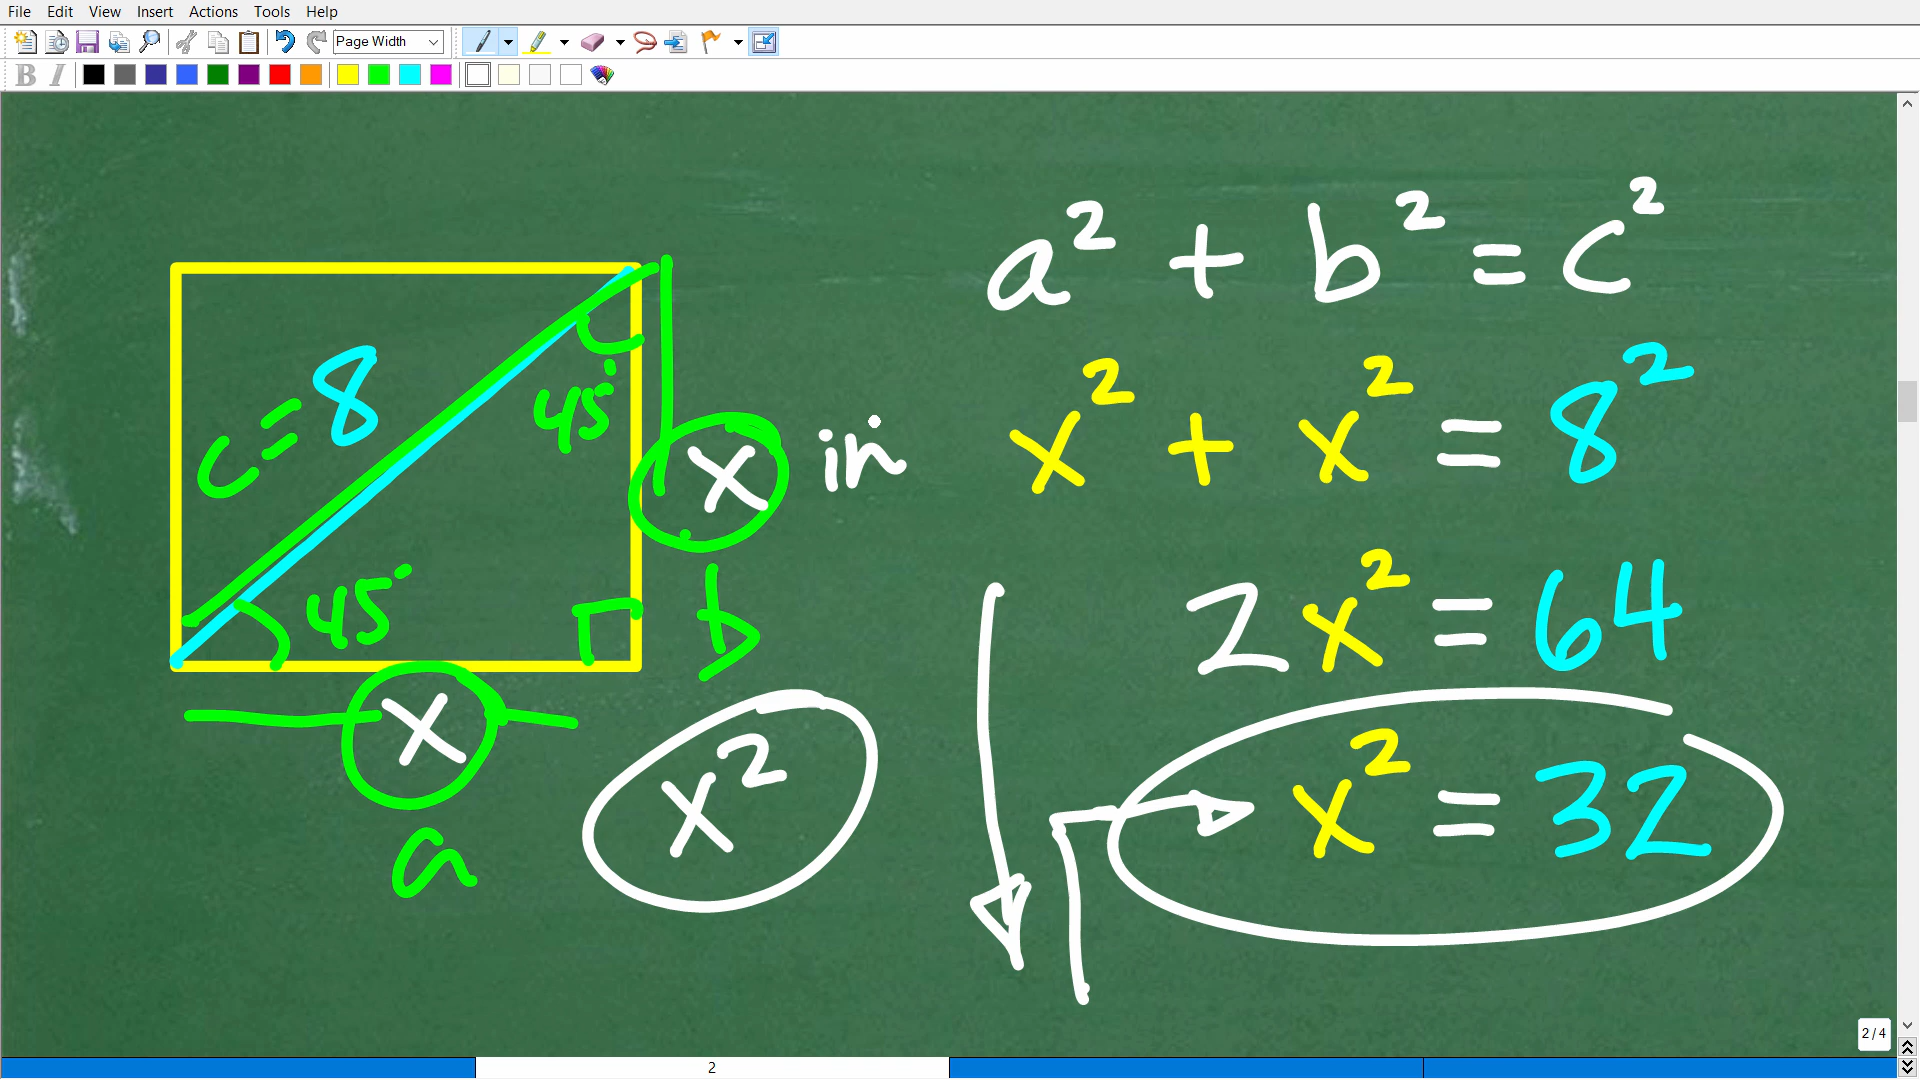 File Edit View Insert Actions Tools Help
Page Width
B I
a² + b² = c²
x² + x² = 8²
2x² = 64
x² = 32
c = 8
45°
x in
45°
b
x
x²
a
2 / 4
2